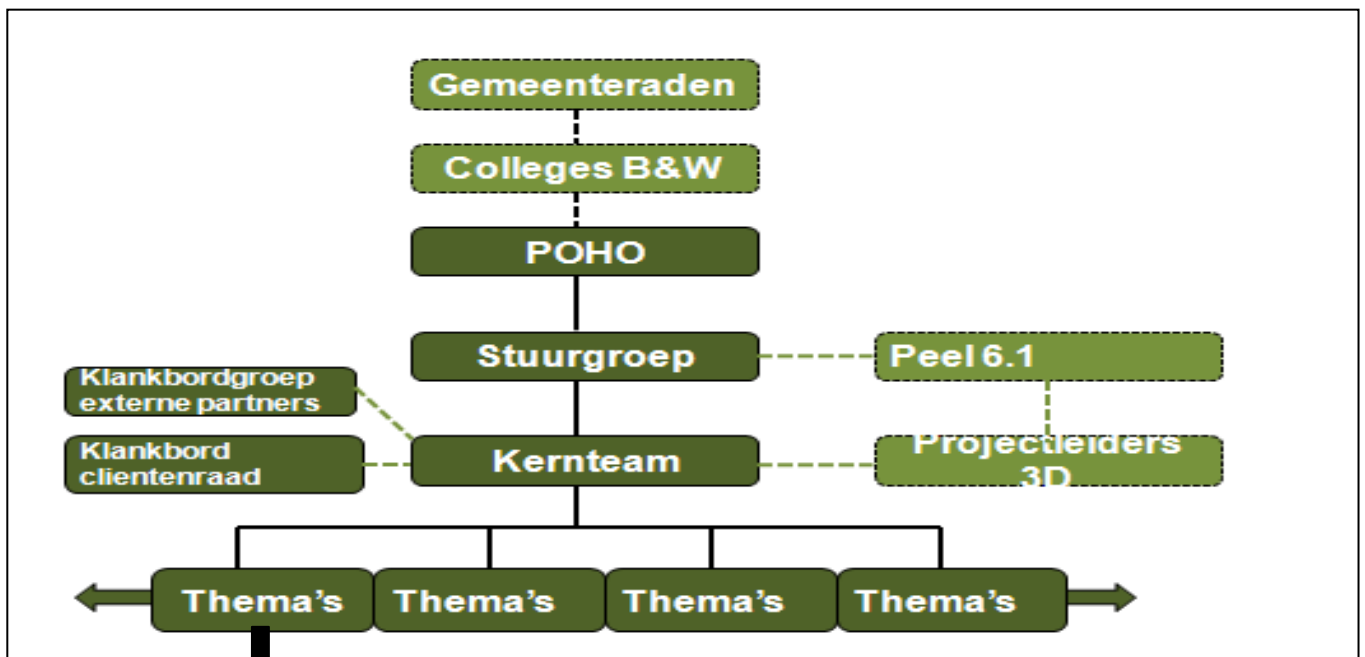 Gemeenteraden
Colleges B&W
POHO
Stuurgroep
Peel 6.1
Klankbordgroep
externe partners
Klankbord
clientenraad
Kernteam
Projectleiders
3D
Thema's
Thema's
Thema's
Thema's